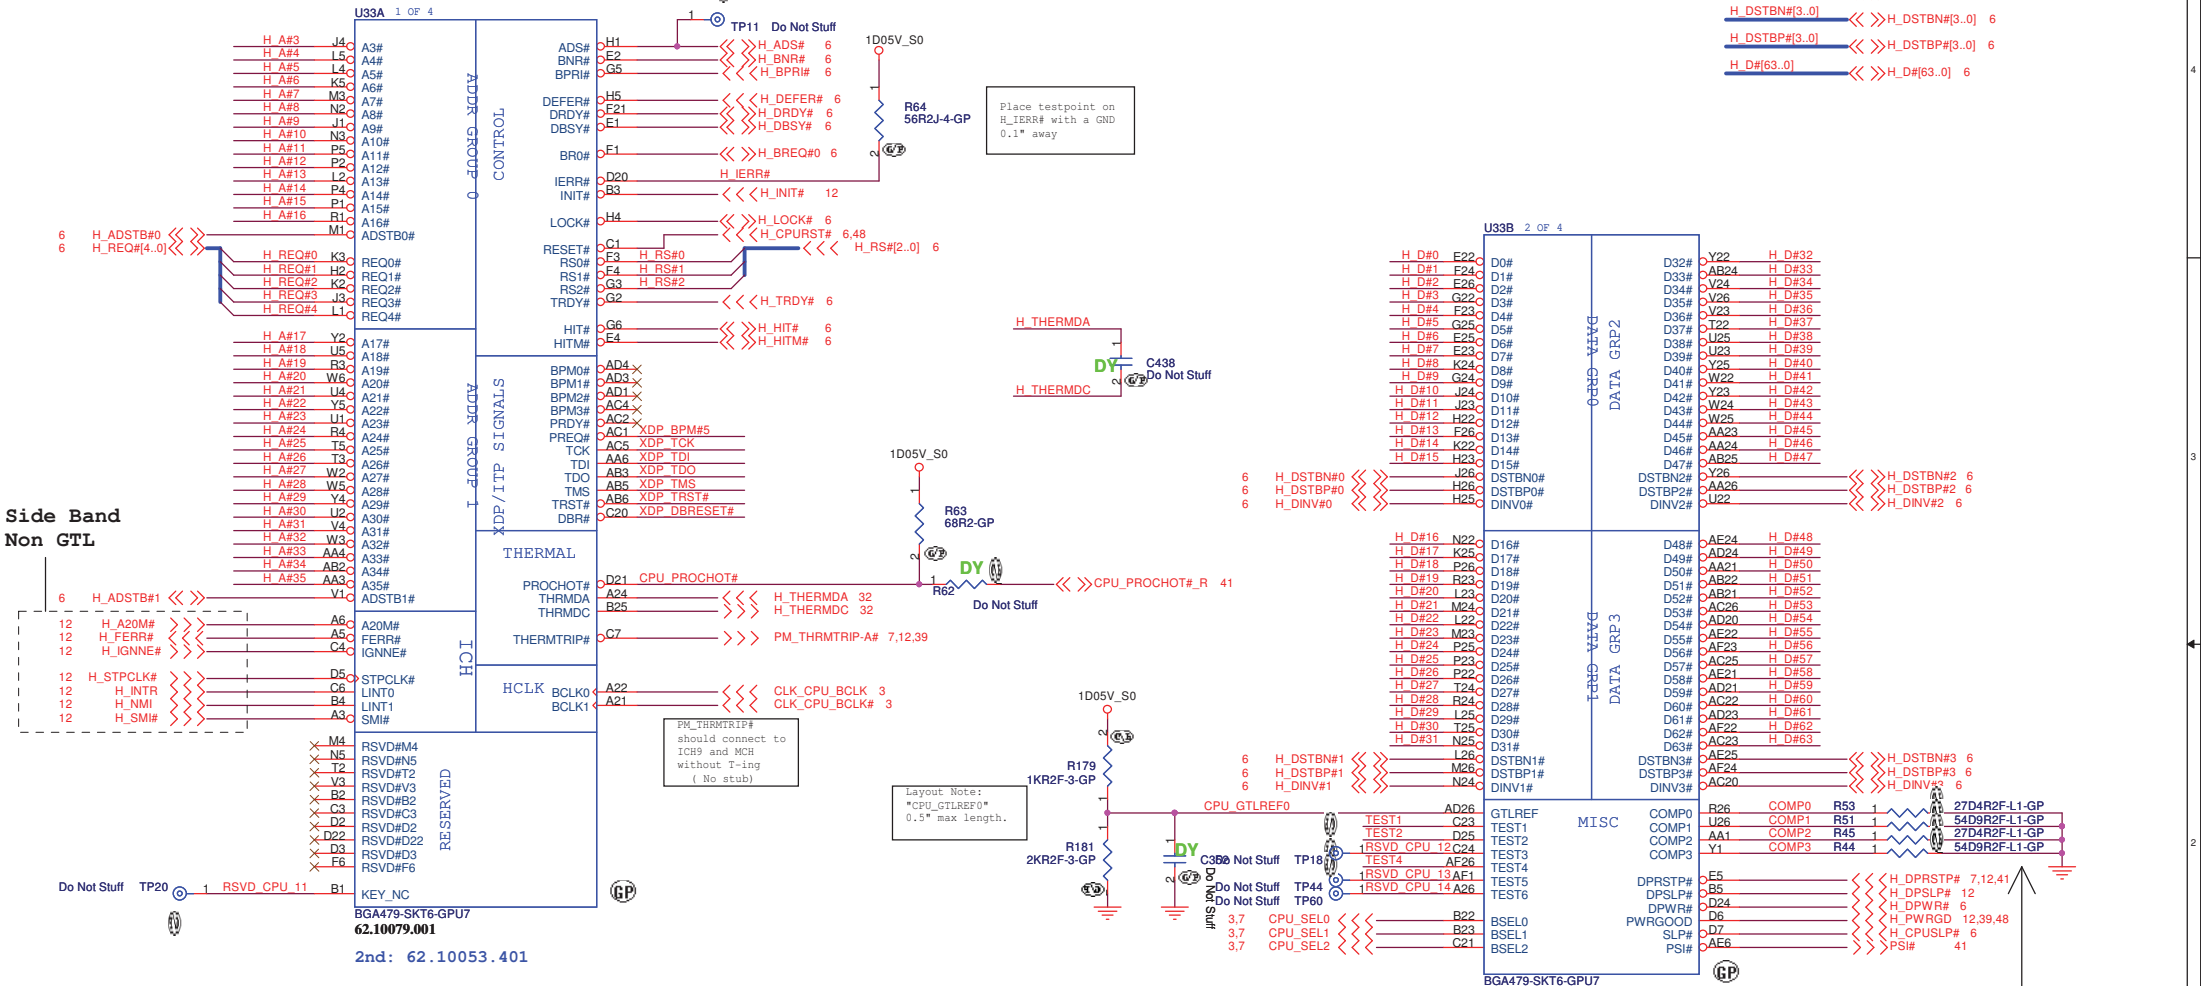 U33A 1 OF 4
H_A#3 J4 A3#
H_A#4 L5 A4#
H_A#5 L4 A5#
H_A#6 K5 A6#
H_A#7 M3 A7#
H_A#8 N2 A8#
H_A#9 J1 A9#
H_A#10 N3 A10#
H_A#11 P5 A11#
H_A#12 P2 A12#
H_A#13 L2 A13#
H_A#14 P4 A14#
H_A#15 P1 A15#
H_A#16 R1 A16#
6 H_ADSTB#0 M1 ADSTB0#
6 H_REQ#[4..0]
H_REQ#0 K3 REQ0#
H_REQ#1 H2 REQ1#
H_REQ#2 K2 REQ2#
H_REQ#3 J3 REQ3#
H_REQ#4 L1 REQ4#
H_A#17 Y2 A17#
H_A#18 U5 A18#
H_A#19 R3 A19#
H_A#20 W6 A20#
H_A#21 U4 A21#
H_A#22 Y5 A22#
H_A#23 U1 A23#
H_A#24 R4 A24#
H_A#25 T5 A25#
H_A#26 T3 A26#
H_A#27 W2 A27#
H_A#28 W5 A28#
H_A#29 Y4 A29#
H_A#30 U2 A30#
H_A#31 V4 A31#
H_A#32 W3 A32#
H_A#33 AA4 A33#
H_A#34 AB2 A34#
H_A#35 AA3 A35#
6 H_ADSTB#1 V1 ADSTB1#
Side Band
Non GTL
12 H_A20M# A6 A20M#
12 H_FERR# A5 FERR#
12 H_IGNNE# C4 IGNNE#
12 H_STPCLK# D5 STPCLK#
12 H_INTR C6 LINT0
12 H_NMI B4 LINT1
12 H_SMI# A3 SMI#
M4 RSVD#M4
N5 RSVD#N5
T2 RSVD#T2
V3 RSVD#V3
B2 RSVD#B2
C3 RSVD#C3
D2 RSVD#D2
D22 RSVD#D22
D3 RSVD#D3
F6 RSVD#F6
Do Not Stuff TP20 1 RSVD_CPU_11 B1 KEY_NC
ADDR GROUP 0
CONTROL
ADDR GROUP 1
XDP/ITP SIGNALS
THERMAL
ICH
HCLK
RESERVED
BGA479-SKT6-GPU7
62.10079.001
2nd: 62.10053.401
GP
1 TP11 Do Not Stuff
ADS# H1 H_ADS# 6
BNR# E2 H_BNR# 6
BPRI# G5 H_BPRI# 6
DEFER# H5 H_DEFER# 6
DRDY# F21 H_DRDY# 6
DBSY# E1 H_DBSY# 6
BR0# F1 H_BREQ#0 6
IERR# D20 H_IERR#
INIT# B3 H_INIT# 12
LOCK# H4 H_LOCK# 6
H_CPURST# 6,48
RESET# C1
RS0# F3 H_RS#0 H_RS#[2..0] 6
RS1# F4 H_RS#1
RS2# G3 H_RS#2
TRDY# G2 H_TRDY# 6
HIT# G6 H_HIT# 6
HITM# E4 H_HITM# 6
BPM0# AD4
BPM1# AD3
BPM2# AD1
BPM3# AC4
PRDY# AC2
PREQ# AC1 XDP_BPM#5
TCK AC5 XDP_TCK
TDI AA6 XDP_TDI
TDO AB3 XDP_TDO
TMS AB5 XDP_TMS
TRST# AB6 XDP_TRST#
DBR# C20 XDP_DBRESET#
PROCHOT# D21 CPU_PROCHOT#
THRMDA A24 H_THERMDA 32
THRMDC B25 H_THERMDC 32
THERMTRIP# C7 PM_THRMTRIP-A# 7,12,39
BCLK0 A22 CLK_CPU_BCLK 3
BCLK1 A21 CLK_CPU_BCLK# 3
PM_THRMTRIP#
should connect to
ICH9 and MCH
without T-ing
( No stub)
1D05V_S0
1
R64
56R2J-4-GP
2
Place testpoint on
H_IERR# with a GND
0.1" away
H_THERMDA
1
DY C438
2 Do Not Stuff
H_THERMDC
1D05V_S0
1
R63
68R2-GP
2
DY
1 R62
Do Not Stuff
CPU_PROCHOT#_R 41
1D05V_S0
2
R179
1KR2F-3-GP
1
Layout Note:
"CPU_GTLREF0"
0.5" max length.
1
R181
2KR2F-3-GP
CPU_GTLREF0
1
DY
2
Do Not Stuff
H_DSTBN#[3..0] H_DSTBN#[3..0] 6
H_DSTBP#[3..0] H_DSTBP#[3..0] 6
H_D#[63..0] H_D#[63..0] 6
U33B 2 OF 4
H_D#0 E22 D0#
H_D#1 F24 D1#
H_D#2 E26 D2#
H_D#3 G22 D3#
H_D#4 F23 D4#
H_D#5 G25 D5#
H_D#6 E25 D6#
H_D#7 E23 D7#
H_D#8 K24 D8#
H_D#9 G24 D9#
H_D#10 J24 D10#
H_D#11 J23 D11#
H_D#12 H22 D12#
H_D#13 F26 D13#
H_D#14 K22 D14#
H_D#15 H23 D15#
6 H_DSTBN#0 J26 DSTBN0#
6 H_DSTBP#0 H26 DSTBP0#
6 H_DINV#0 H25 DINV0#
H_D#16 N22 D16#
H_D#17 K25 D17#
H_D#18 P26 D18#
H_D#19 R23 D19#
H_D#20 L23 D20#
H_D#21 M24 D21#
H_D#22 L22 D22#
H_D#23 M23 D23#
H_D#24 P25 D24#
H_D#25 P23 D25#
H_D#26 P22 D26#
H_D#27 T24 D27#
H_D#28 R24 D28#
H_D#29 L25 D29#
H_D#30 T25 D30#
H_D#31 N25 D31#
6 H_DSTBN#1 L26 DSTBN1#
6 H_DSTBP#1 M26 DSTBP1#
6 H_DINV#1 N24 DINV1#
AD26 GTLREF
TEST1 C23 TEST1
TEST2 D25 TEST2
Do Not Stuff TP18 1 RSVD_CPU_12 C24 TEST3
TEST4 AF26 TEST4
Do Not Stuff TP44 1 RSVD_CPU_13 AF1 TEST5
Do Not Stuff TP60 1 RSVD_CPU_14 A26 TEST6
3,7 CPU_SEL0 B22 BSEL0
3,7 CPU_SEL1 B23 BSEL1
3,7 CPU_SEL2 C21 BSEL2
DATA GRP0
DATA GRP2
DATA GRP1
DATA GRP3
MISC
D32# Y22 H_D#32
D33# AB24 H_D#33
D34# V24 H_D#34
D35# V26 H_D#35
D36# V23 H_D#36
D37# T22 H_D#37
D38# U25 H_D#38
D39# U23 H_D#39
D40# Y25 H_D#40
D41# W22 H_D#41
D42# Y23 H_D#42
D43# W24 H_D#43
D44# W25 H_D#44
D45# AA23 H_D#45
D46# AA24 H_D#46
D47# AB25 H_D#47
DSTBN2# Y26 H_DSTBN#2 6
DSTBP2# AA26 H_DSTBP#2 6
DINV2# U22 H_DINV#2 6
D48# AE24 H_D#48
D49# AD24 H_D#49
D50# AA21 H_D#50
D51# AB22 H_D#51
D52# AB21 H_D#52
D53# AC26 H_D#53
D54# AD20 H_D#54
D55# AE22 H_D#55
D56# AF23 H_D#56
D57# AC25 H_D#57
D58# AE21 H_D#58
D59# AD21 H_D#59
D60# AC22 H_D#60
D61# AD23 H_D#61
D62# AF22 H_D#62
D63# AC23 H_D#63
DSTBN3# AE25 H_DSTBN#3 6
DSTBP3# AF24 H_DSTBP#3 6
DINV3# AC20 H_DINV#3 6
COMP0 R26 COMP0 R53 1 27D4R2F-L1-GP
COMP1 U26 COMP1 R51 1 54D9R2F-L1-GP
COMP2 AA1 COMP2 R45 1 27D4R2F-L1-GP
COMP3 Y1 COMP3 R44 1 54D9R2F-L1-GP
DPRSTP# E5 H_DPRSTP# 7,12,41
DPSLP# B5 H_DPSLP# 12
DPWR# D24 H_DPWR# 6
PWRGOOD D6 H_PWRGD 12,39,48
SLP# D7 H_CPUSLP# 6
PSI# AE6 PSI# 41
BGA479-SKT6-GPU7
GP
4
3
2